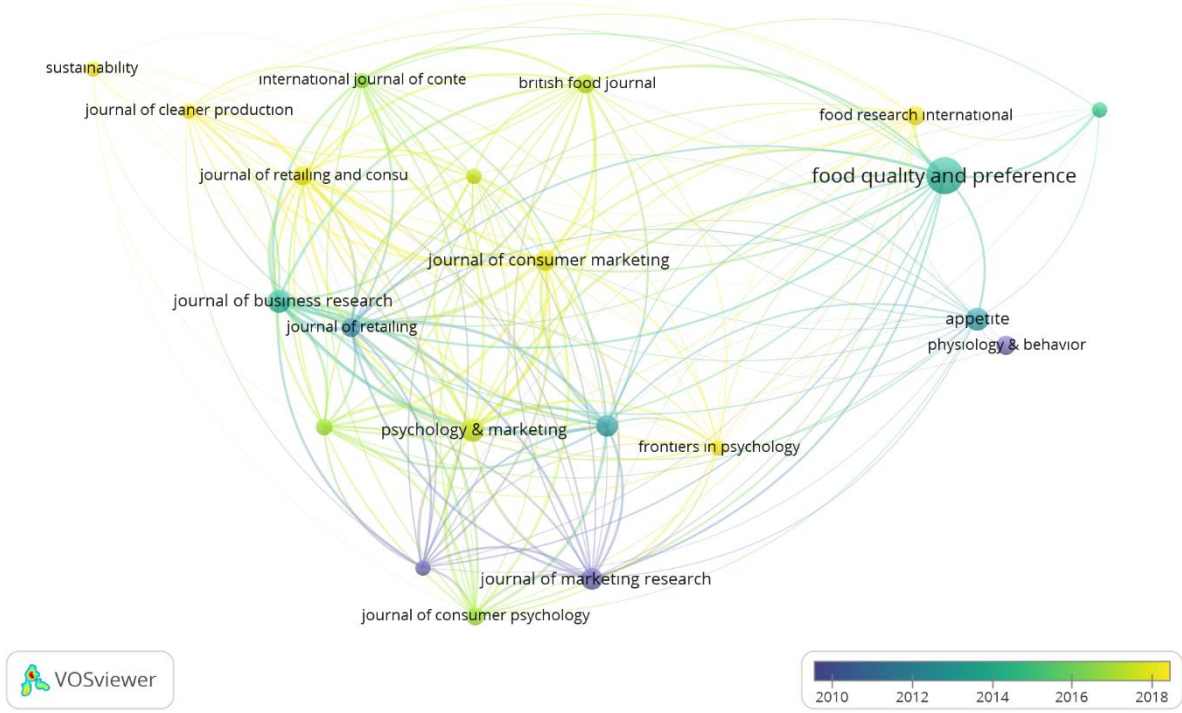 sustainability
international journal of conte
british food journal
journal of cleaner production
food research international
journal of retailing and consu
food quality and preference
journal of consumer marketing
journal of business research
journal of retailing
appetite
physiology & behavior
psychology & marketing
frontiers in psychology
journal of marketing research
journal of consumer psychology
VOSviewer
2010 2012 2014 2016 2018